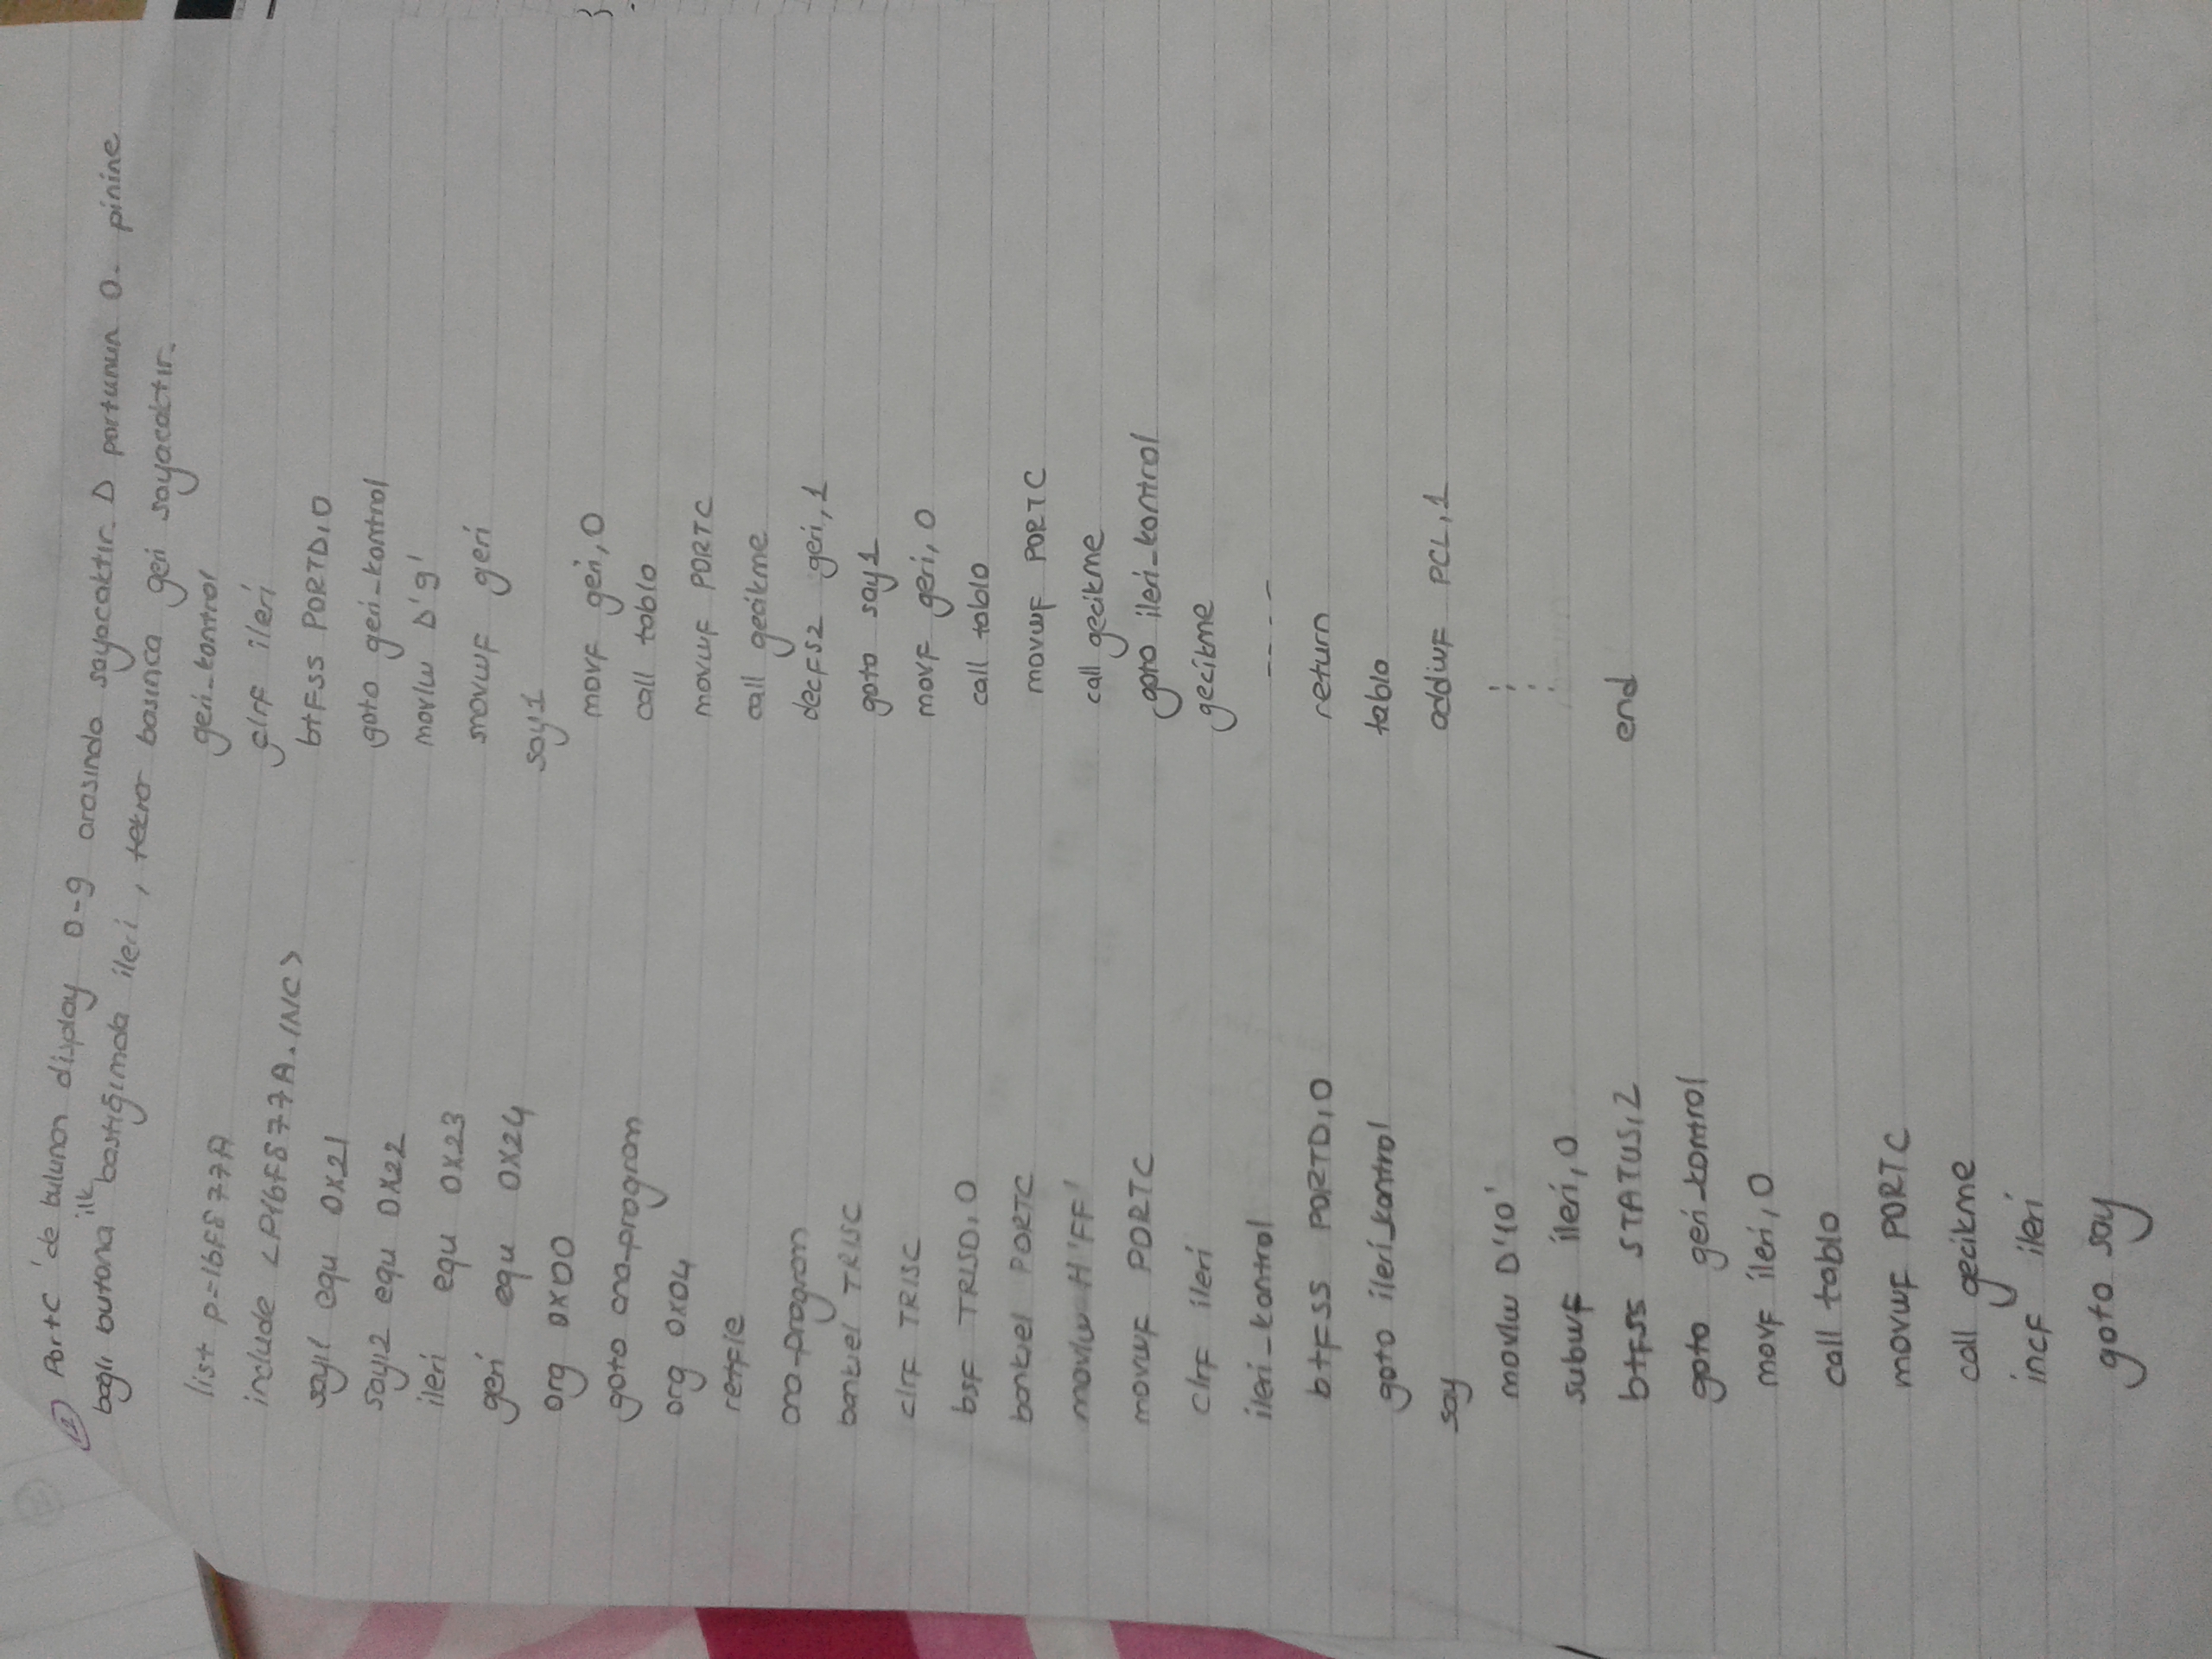 12 PortC 'de bulunan display 0-9 arasında sayacaktır. D portunun 0. pinine
bağlı butona ilk bastığımda ileri, tekrar basınca geri sayacaktır.
list p=16F877A
include <P16F877A.INC>
sayı1 equ 0X21
sayı2 equ 0X22
ileri equ 0X23
geri equ 0X24
org 0X00
goto ana-program
org 0X04
retfie
ana-program
banksel TRISC
clrf TRISC
bsf TRISD,0
banksel PORTC
movlw H'FF'
movwf PORTC
clrf ileri
ileri_kontrol
btfss PORTD,0
goto ileri_kontrol
say
movlw D'10'
subwf ileri,0
btfss STATUS,2
goto geri_kontrol
movf ileri,0
call tablo
movwf PORTC
call gecikme
incf ileri
goto say
geri_kontrol
clrf ileri
btfss PORTD,0
goto geri_kontrol
movlw D'9'
movwf geri
say1
movf geri,0
call tablo
movwf PORTC
call gecikme
decfsz geri,1
goto say1
movf geri,0
call tablo
movwf PORTC
call gecikme
goto ileri_kontrol
gecikme
----
return
tablo
addwf PCL,1
end